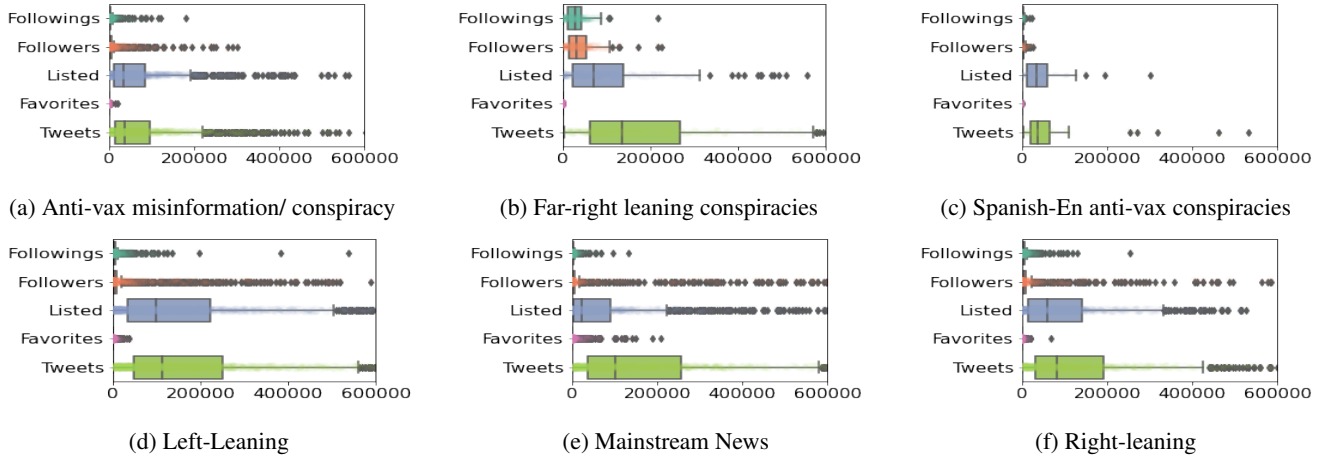 Followings
Followers
Listed
Favorites
Tweets
0 200000 400000 600000
(a) Anti-vax misinformation/ conspiracy
Followings
Followers
Listed
Favorites
Tweets
0 200000 400000 600000
(b) Far-right leaning conspiracies
Followings
Followers
Listed
Favorites
Tweets
0 200000 400000 600000
(c) Spanish-En anti-vax conspiracies
Followings
Followers
Listed
Favorites
Tweets
0 200000 400000 600000
(d) Left-Leaning
Followings
Followers
Listed
Favorites
Tweets
0 200000 400000 600000
(e) Mainstream News
Followings
Followers
Listed
Favorites
Tweets
0 200000 400000 600000
(f) Right-leaning